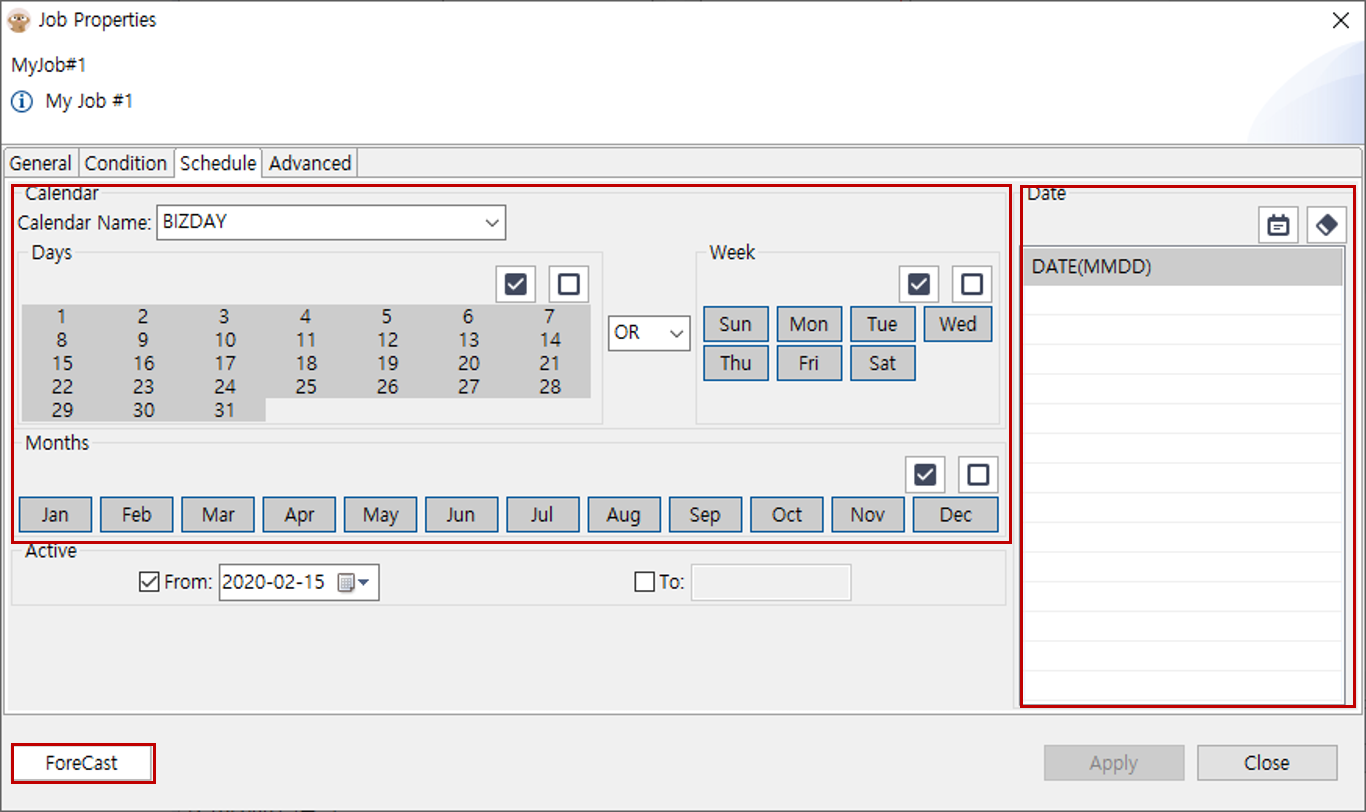 Job Properties
MyJob#1
My Job #1
General Condition Schedule Advanced
Calendar
Calendar Name: BIZDAY
Days
1 2 3 4 5 6 7
8 9 10 11 12 13 14
15 16 17 18 19 20 21
22 23 24 25 26 27 28
29 30 31
OR
Week
Sun Mon Tue Wed
Thu Fri Sat
Months
Jan Feb Mar Apr May Jun Jul Aug Sep Oct Nov Dec
Active
From: 2020-02-15 To:
Date
DATE(MMDD)
ForeCast Apply Close